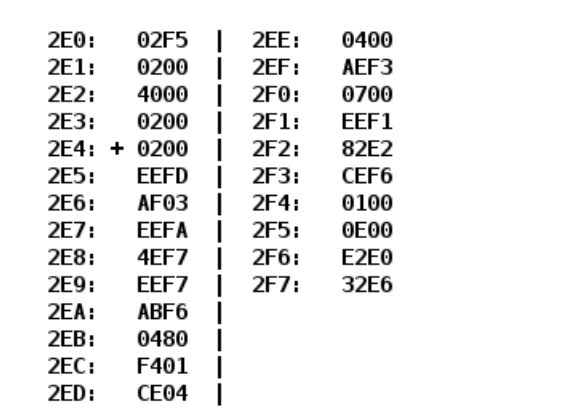 2E0: 02F5 | 2EE: 0400
2E1: 0200 | 2EF: AEF3
2E2: 4000 | 2F0: 0700
2E3: 0200 | 2F1: EEF1
2E4: + 0200 | 2F2: 82E2
2E5: EEFD | 2F3: CEF6
2E6: AF03 | 2F4: 0100
2E7: EEFA | 2F5: 0E00
2E8: 4EF7 | 2F6: E2E0
2E9: EEF7 | 2F7: 32E6
2EA: ABF6 |
2EB: 0480 |
2EC: F401 |
2ED: CE04 |